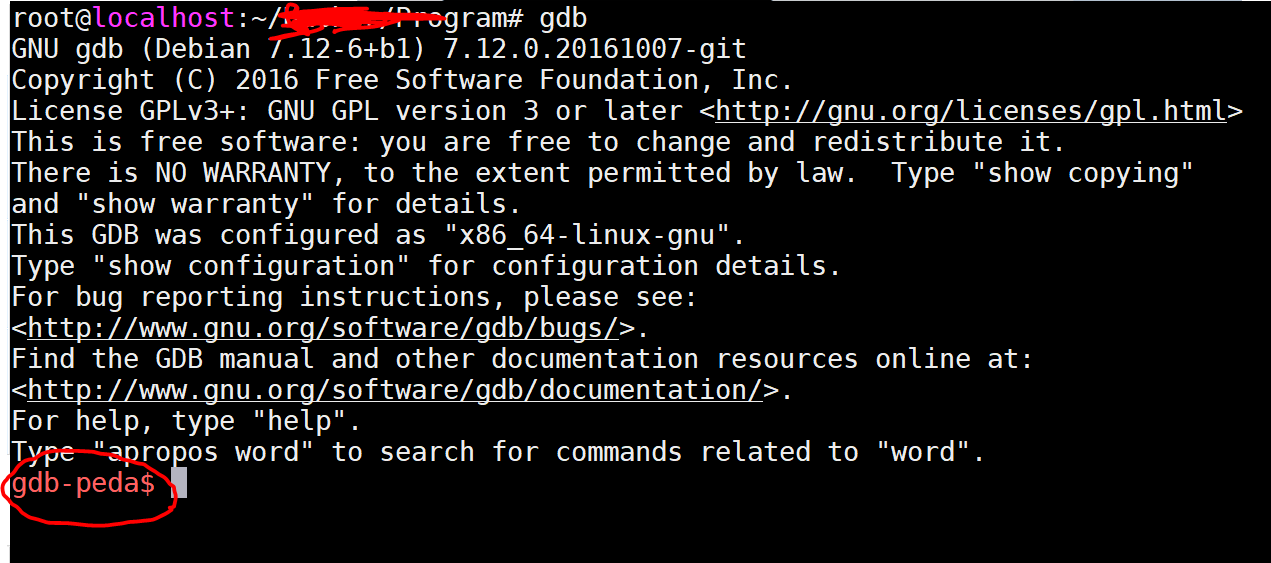 root@localhost:~/ /Program# gdb
GNU gdb (Debian 7.12-6+b1) 7.12.0.20161007-git
Copyright (C) 2016 Free Software Foundation, Inc.
License GPLv3+: GNU GPL version 3 or later <http://gnu.org/licenses/gpl.html>
This is free software: you are free to change and redistribute it.
There is NO WARRANTY, to the extent permitted by law.  Type "show copying"
and "show warranty" for details.
This GDB was configured as "x86_64-linux-gnu".
Type "show configuration" for configuration details.
For bug reporting instructions, please see:
<http://www.gnu.org/software/gdb/bugs/>.
Find the GDB manual and other documentation resources online at:
<http://www.gnu.org/software/gdb/documentation/>.
For help, type "help".
Type "apropos word" to search for commands related to "word".
gdb-peda$